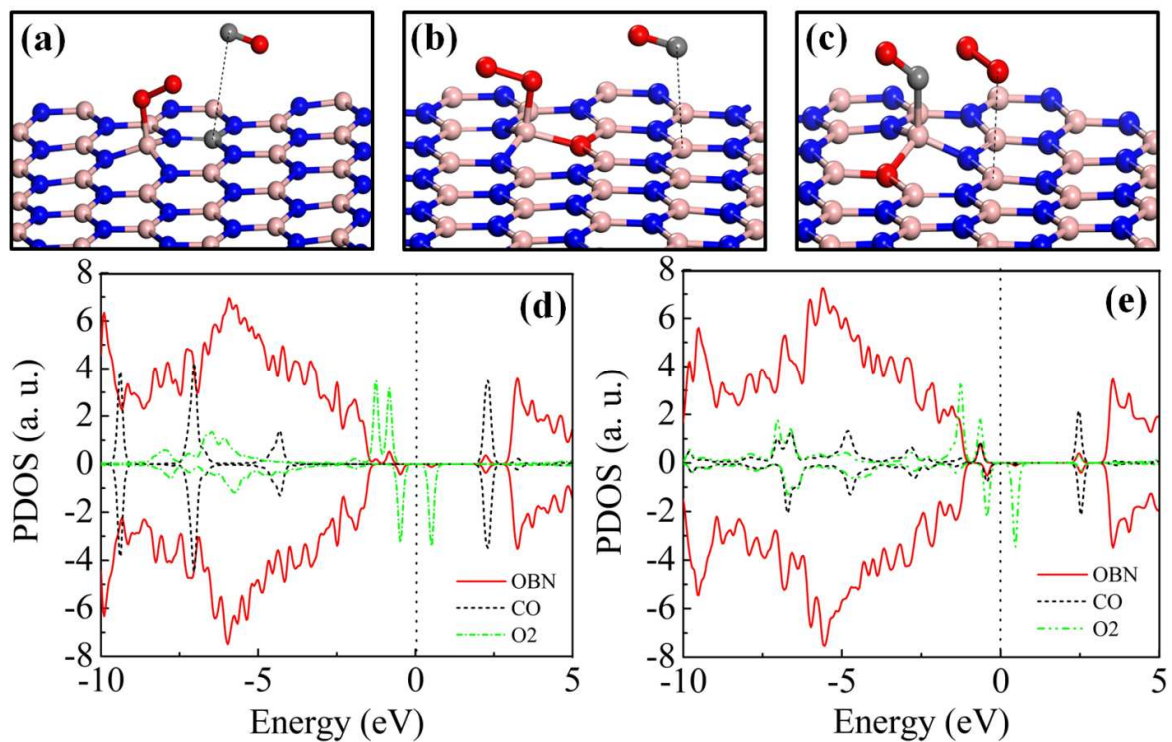 (a) (b) (c)
(d) (e)
8 8
6 6
4 4
2 2
0 0
-2 -2
-4 -4
-6 -6
-8 -8
PDOS (a. u.) PDOS (a. u.)
OBN OBN
CO CO
O2 O2
-10 -5 0 5 -10 -5 0 5
Energy (eV) Energy (eV)